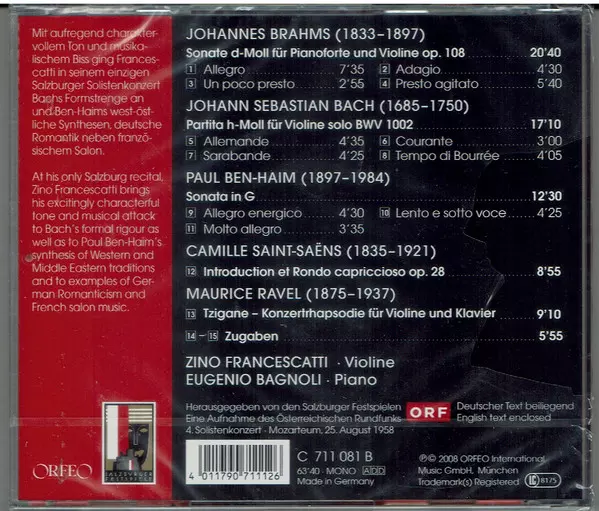 Mit aufregend charakter-
vollem Ton und musika-
lischem Biss ging Frances-
catti in seinem einzigen
Salzburger Solistenkonzert
Bachs Formstrenge an
und Ben-Haims west-öst-
liche Synthesen, deutsche
Romantik neben franzö-
sischem Salon.
At his only Salzburg recital,
Zino Francescatti brings
his excitingly characterful
tone and musical attack
to Bach's formal rigour as
well as to Paul Ben-Haim's
synthesis of Western and
Middle Eastern traditions
and to examples of Ger-
man Romanticism and
French salon music.
ORFEO
SALZBURGER
FESTSPIELE
JOHANNES BRAHMS (1833–1897)
Sonate d-Moll für Pianoforte und Violine op. 108 20'40
1 Allegro 7'35 2 Adagio 4'30
3 Un poco presto 2'55 4 Presto agitato 5'40
JOHANN SEBASTIAN BACH (1685–1750)
Partita h-Moll für Violine solo BWV 1002 17'10
5 Allemande 4'35 6 Courante 3'00
7 Sarabande 4'25 8 Tempo di Bourrée 4'05
PAUL BEN-HAIM (1897–1984)
Sonata in G 12'30
9 Allegro energico 4'30 10 Lento e sotto voce 4'25
11 Molto allegro 3'35
CAMILLE SAINT-SAËNS (1835–1921)
12 Introduction et Rondo capriccioso op. 28 8'55
MAURICE RAVEL (1875–1937)
13 Tzigane – Konzertrhapsodie für Violine und Klavier 9'10
14 – 15 Zugaben 5'55
ZINO FRANCESCATTI · Violine
EUGENIO BAGNOLI · Piano
Herausgegeben von den Salzburger Festspielen
Eine Aufnahme des Österreichischen Rundfunks
4. Solistenkonzert · Mozarteum, 25. August 1958
ORF
Deutscher Text beiliegend
English text enclosed
4 011790 711126
C 711 081 B
63'40 · MONO ADD
Made in Germany
℗ © 2008 ORFEO International
Music GmbH, München
Trademark(s) Registered
LC 8175